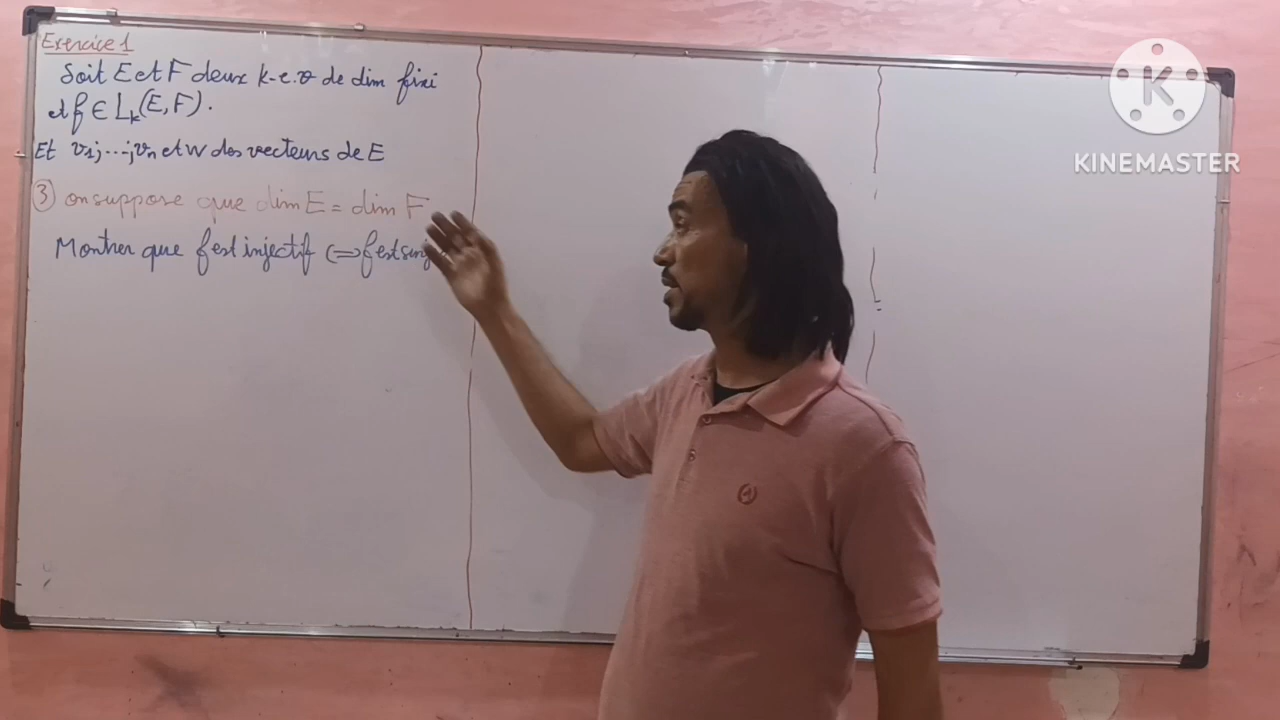 Exercice 1
Soit E et F deux k-e.v de dim fini
et f ∈ L_k(E, F).
Et v1; ...; vn et w des vecteurs de E
③ on suppose que dim E = dim F
Montrer que f est injectif ⟺ f est surj
K
KINEMASTER